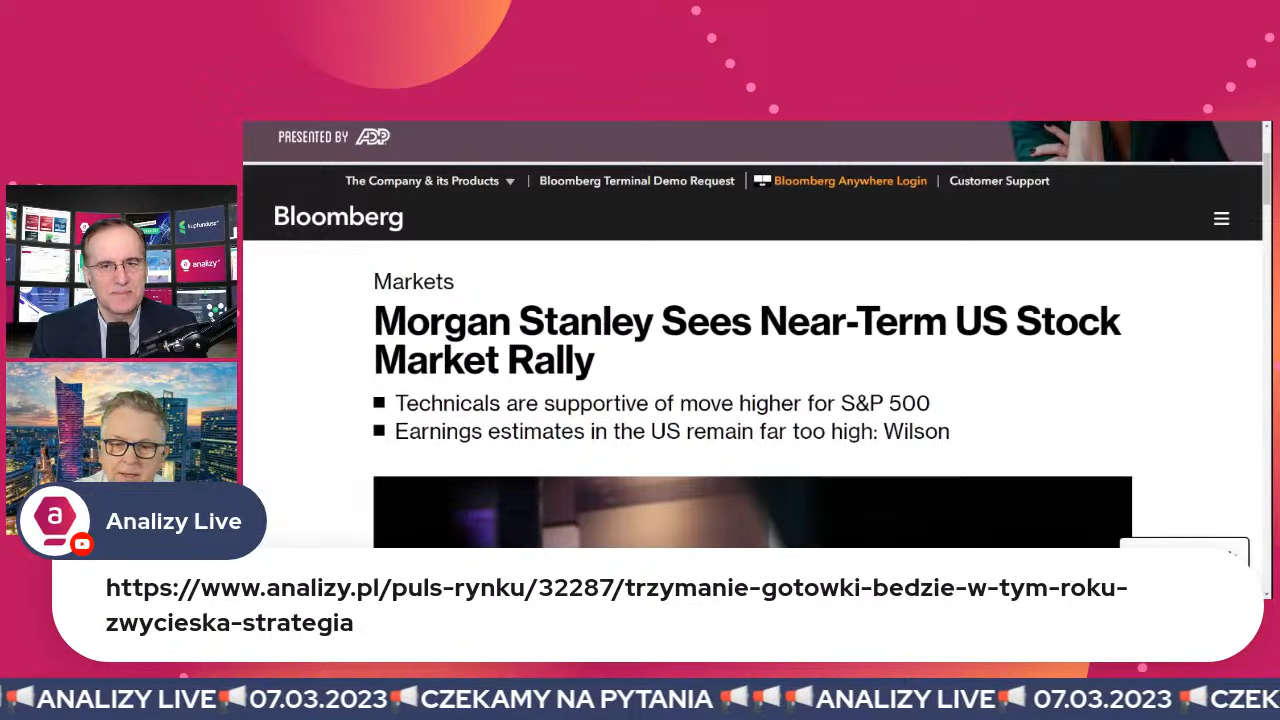 PRESENTED BY ADP
The Company & its Products | Bloomberg Terminal Demo Request | Bloomberg Anywhere Login | Customer Support
Bloomberg
kupfundusz
analizy
Markets
Morgan Stanley Sees Near-Term US Stock
Market Rally
Technicals are supportive of move higher for S&P 500
Earnings estimates in the US remain far too high: Wilson
a
Analizy Live
https://www.analizy.pl/puls-rynku/32287/trzymanie-gotowki-bedzie-w-tym-roku-
zwycieska-strategia
ANALIZY LIVE 07.03.2023 CZEKAMY NA PYTANIA ANALIZY LIVE 07.03.2023 CZEK